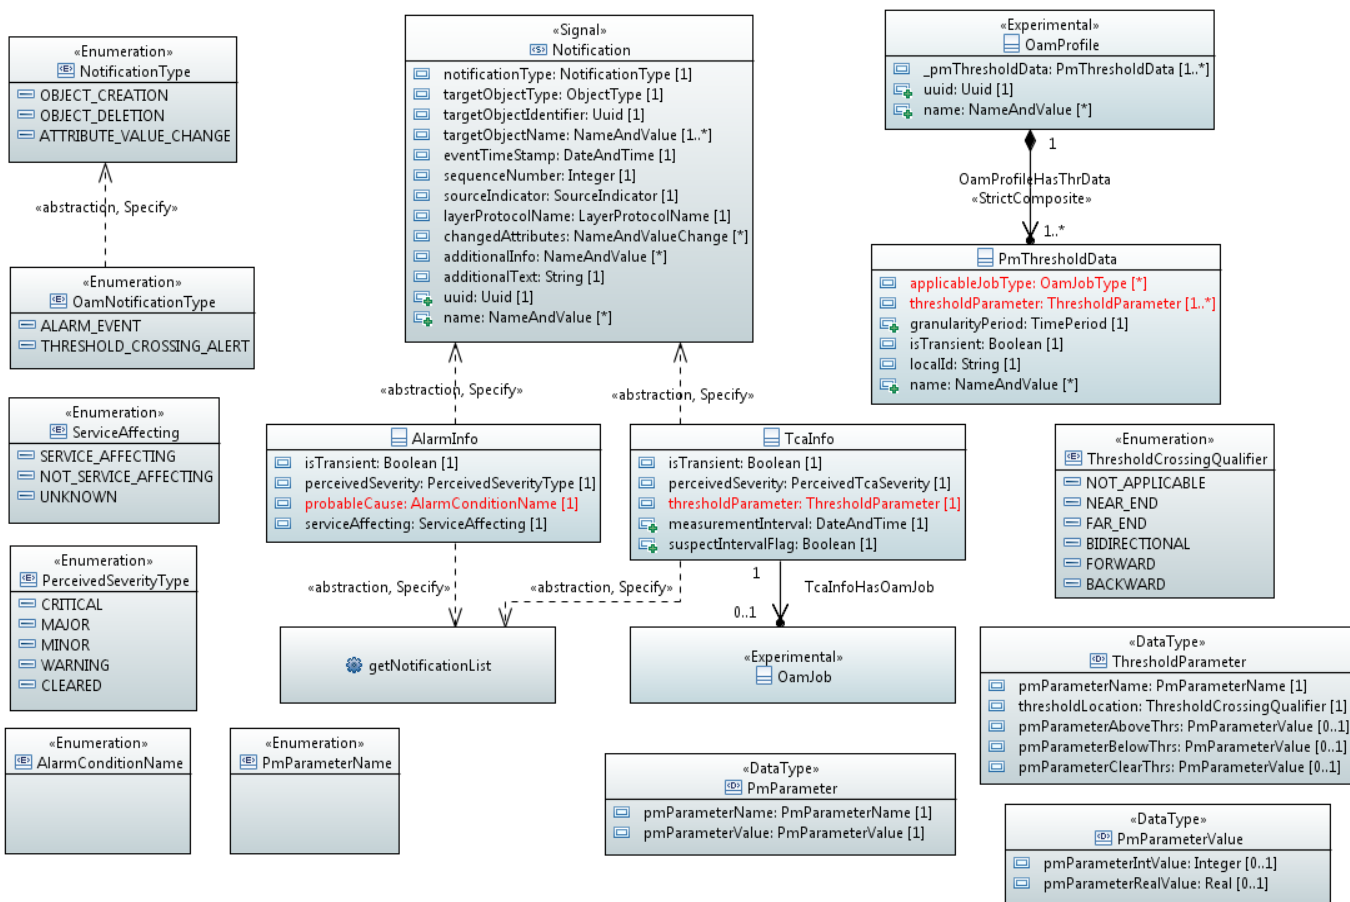 «Enumeration»
NotificationType
OBJECT_CREATION
OBJECT_DELETION
ATTRIBUTE_VALUE_CHANGE
«abstraction, Specify»
«Enumeration»
OamNotificationType
ALARM_EVENT
THRESHOLD_CROSSING_ALERT
«Enumeration»
ServiceAffecting
SERVICE_AFFECTING
NOT_SERVICE_AFFECTING
UNKNOWN
«Enumeration»
PerceivedSeverityType
CRITICAL
MAJOR
MINOR
WARNING
CLEARED
«Enumeration»
AlarmConditionName
«Enumeration»
PmParameterName
«Signal»
Notification
notificationType: NotificationType [1]
targetObjectType: ObjectType [1]
targetObjectIdentifier: Uuid [1]
targetObjectName: NameAndValue [1..*]
eventTimeStamp: DateAndTime [1]
sequenceNumber: Integer [1]
sourceIndicator: SourceIndicator [1]
layerProtocolName: LayerProtocolName [1]
changedAttributes: NameAndValueChange [*]
additionalInfo: NameAndValue [*]
additionalText: String [1]
uuid: Uuid [1]
name: NameAndValue [*]
«abstraction, Specify»
«abstraction, Specify»
AlarmInfo
isTransient: Boolean [1]
perceivedSeverity: PerceivedSeverityType [1]
probableCause: AlarmConditionName [1]
serviceAffecting: ServiceAffecting [1]
TcaInfo
isTransient: Boolean [1]
perceivedSeverity: PerceivedTcaSeverity [1]
thresholdParameter: ThresholdParameter [1]
measurementInterval: DateAndTime [1]
suspectIntervalFlag: Boolean [1]
«abstraction, Specify»
«abstraction, Specify»
1
TcaInfoHasOamJob
0..1
getNotificationList
«Experimental»
OamJob
«DataType»
PmParameter
pmParameterName: PmParameterName [1]
pmParameterValue: PmParameterValue [1]
«Experimental»
OamProfile
_pmThresholdData: PmThresholdData [1..*]
uuid: Uuid [1]
name: NameAndValue [*]
1
OamProfileHasThrData
«StrictComposite»
1..*
PmThresholdData
applicableJobType: OamJobType [*]
thresholdParameter: ThresholdParameter [1..*]
granularityPeriod: TimePeriod [1]
isTransient: Boolean [1]
localId: String [1]
name: NameAndValue [*]
«Enumeration»
ThresholdCrossingQualifier
NOT_APPLICABLE
NEAR_END
FAR_END
BIDIRECTIONAL
FORWARD
BACKWARD
«DataType»
ThresholdParameter
pmParameterName: PmParameterName [1]
thresholdLocation: ThresholdCrossingQualifier [1]
pmParameterAboveThrs: PmParameterValue [0..1]
pmParameterBelowThrs: PmParameterValue [0..1]
pmParameterClearThrs: PmParameterValue [0..1]
«DataType»
PmParameterValue
pmParameterIntValue: Integer [0..1]
pmParameterRealValue: Real [0..1]